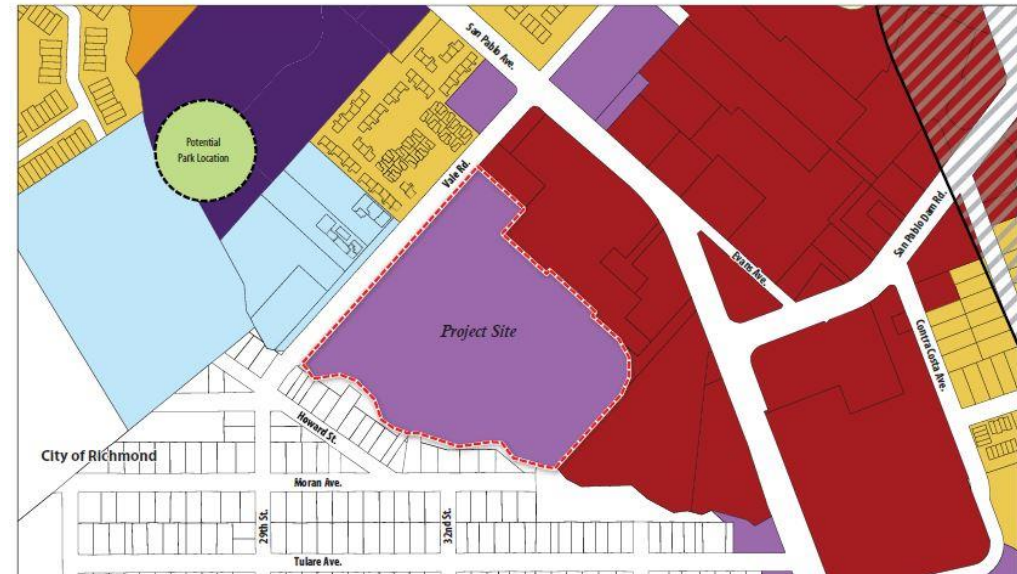 San Pablo Ave.
Potential
Park Location
Vale Rd.
San Pablo Dam Rd.
Evans Ave.
Project Site
Contra Costa Ave.
Howard St.
City of Richmond
Moran Ave.
29th St.
32nd St.
Tulare Ave.